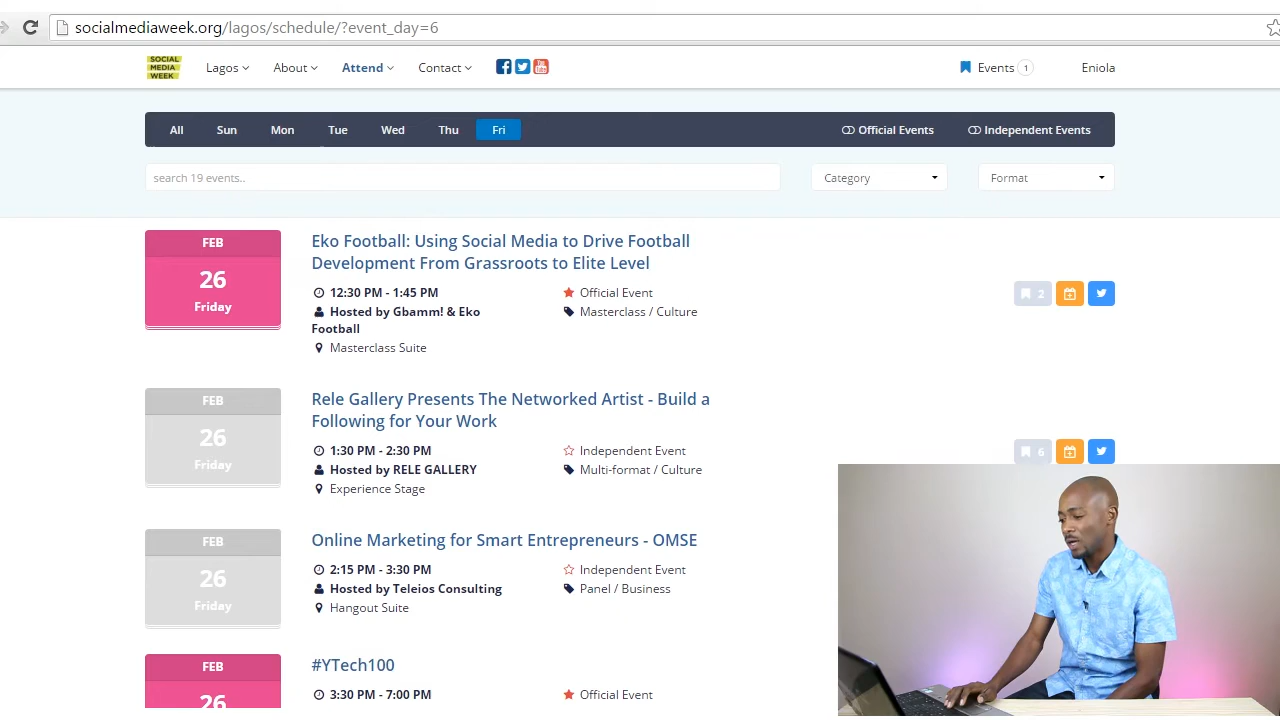 socialmediaweek.org/lagos/schedule/?event_day=6
SOCIAL
MEDIA
WEEK
Lagos About Attend Contact
Events 1 Eniola
All Sun Mon Tue Wed Thu Fri Official Events Independent Events
search 19 events.. Category Format
FEB
26
Friday
Eko Football: Using Social Media to Drive Football
Development From Grassroots to Elite Level
12:30 PM - 1:45 PM Official Event
Hosted by Gbamm! & Eko Masterclass / Culture
Football
Masterclass Suite
2
FEB
26
Friday
Rele Gallery Presents The Networked Artist - Build a
Following for Your Work
1:30 PM - 2:30 PM Independent Event
Hosted by RELE GALLERY Multi-format / Culture
Experience Stage
6
FEB
26
Friday
Online Marketing for Smart Entrepreneurs - OMSE
2:15 PM - 3:30 PM Independent Event
Hosted by Teleios Consulting Panel / Business
Hangout Suite
FEB
26
#YTech100
3:30 PM - 7:00 PM Official Event